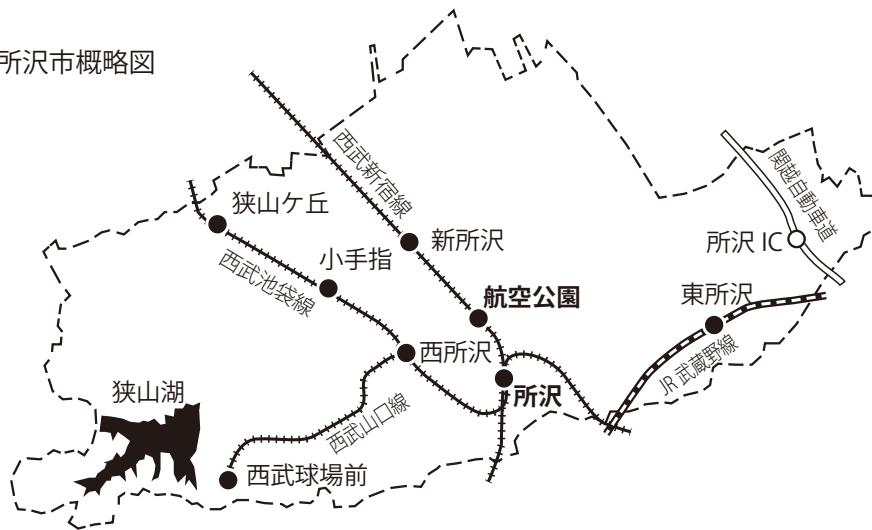 所沢市概略図
西武新宿線
関越自動車道
狭山ケ丘
新所沢
所沢 IC
小手指
西武池袋線
航空公園
東所沢
西所沢
JR 武蔵野線
狭山湖
所沢
西武山口線
西武球場前